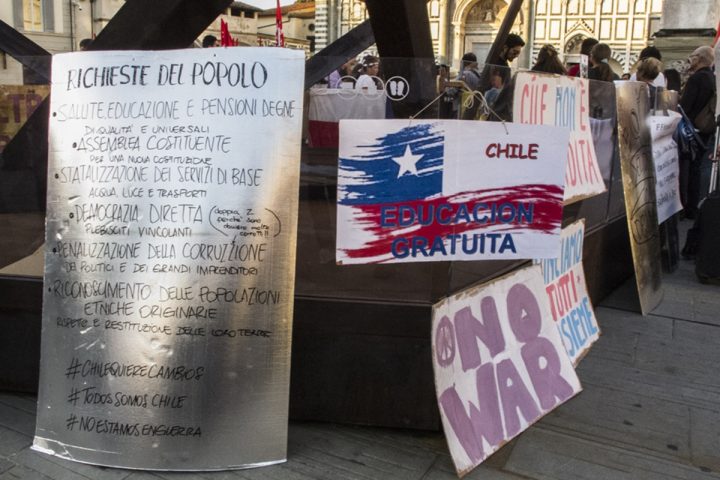 RICHIESTE DEL POPOLO
• SALUTE, EDUCAZIONE E PENSIONI DEGNE
DI QUALITÀ E UNIVERSALI
• ASSEMBLEA COSTITUENTE
PER UNA NUOVA COSTITUZIONE
• STATALIZZAZIONE DEI SERVIZI DI BASE
ACQUA, LUCE E TRASPORTI
• DEMOCRAZIA DIRETTA
PLEBISCITI VINCOLANTI
• PENALIZZAZIONE DELLA CORRUZIONE
DEI POLITICI E DEI GRANDI IMPRENDITORI
• RICONOSCIMENTO DELLE POPOLAZIONI
ETNICHE ORIGINARIE
RISPETO E RESTITUZIONE DELLE LORO TERRE
#CHILEQUIERECAMBIOS
#TODOSSOMOSCHILE
#NOESTAMOSENGUERRA
CHILE
EDUCACION
GRATUITA
NO
WAR
TUTTI
INSIEME